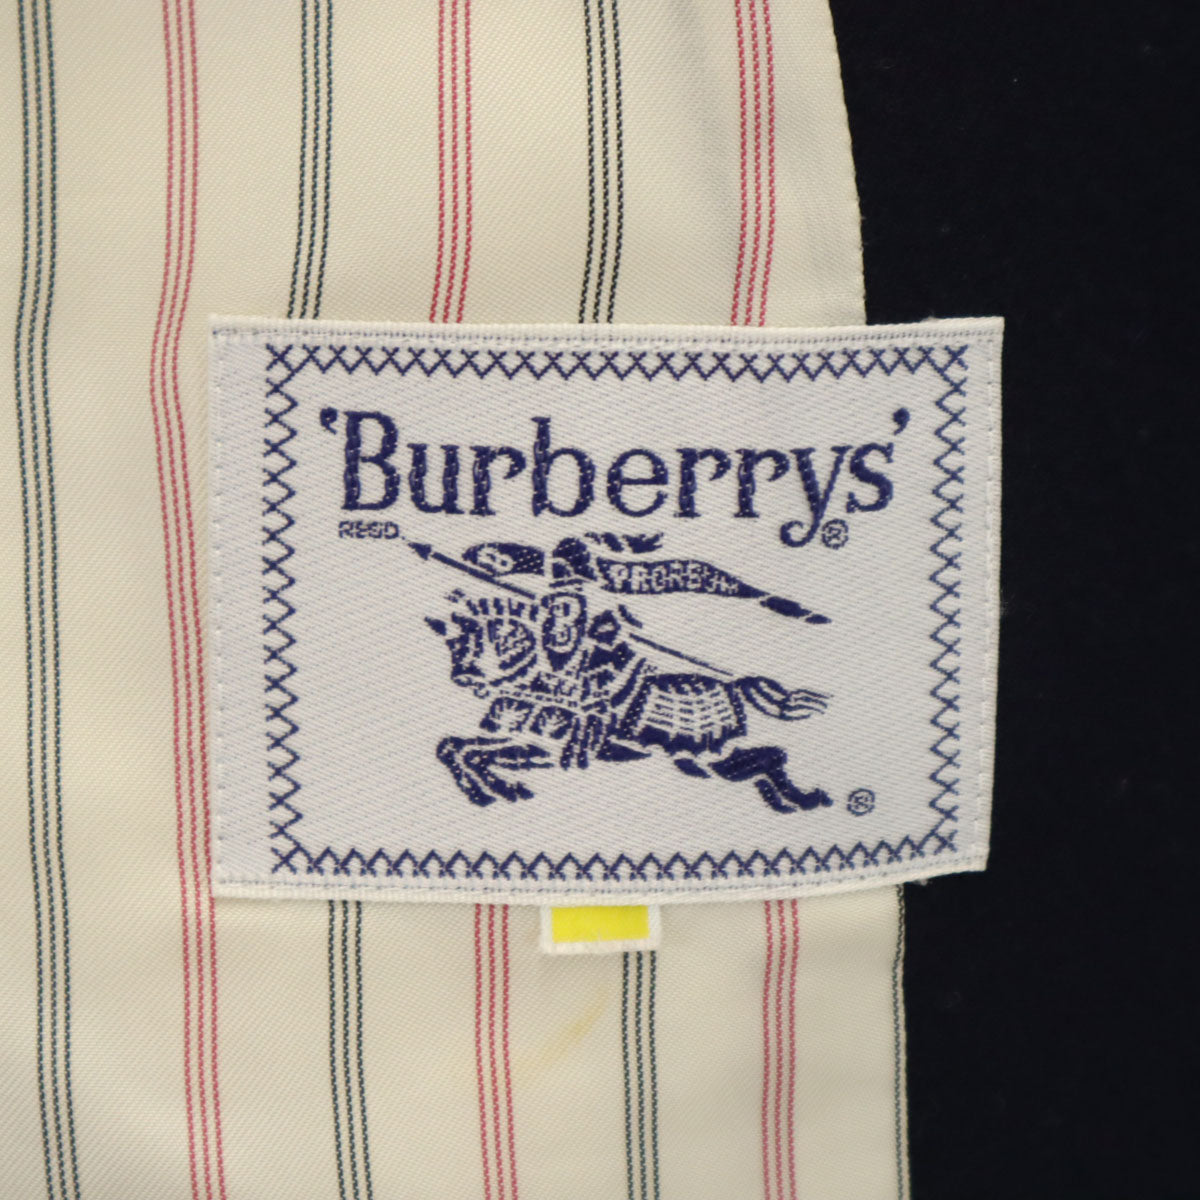 'Burberrys'
REGD. ®
PRORSUM
®